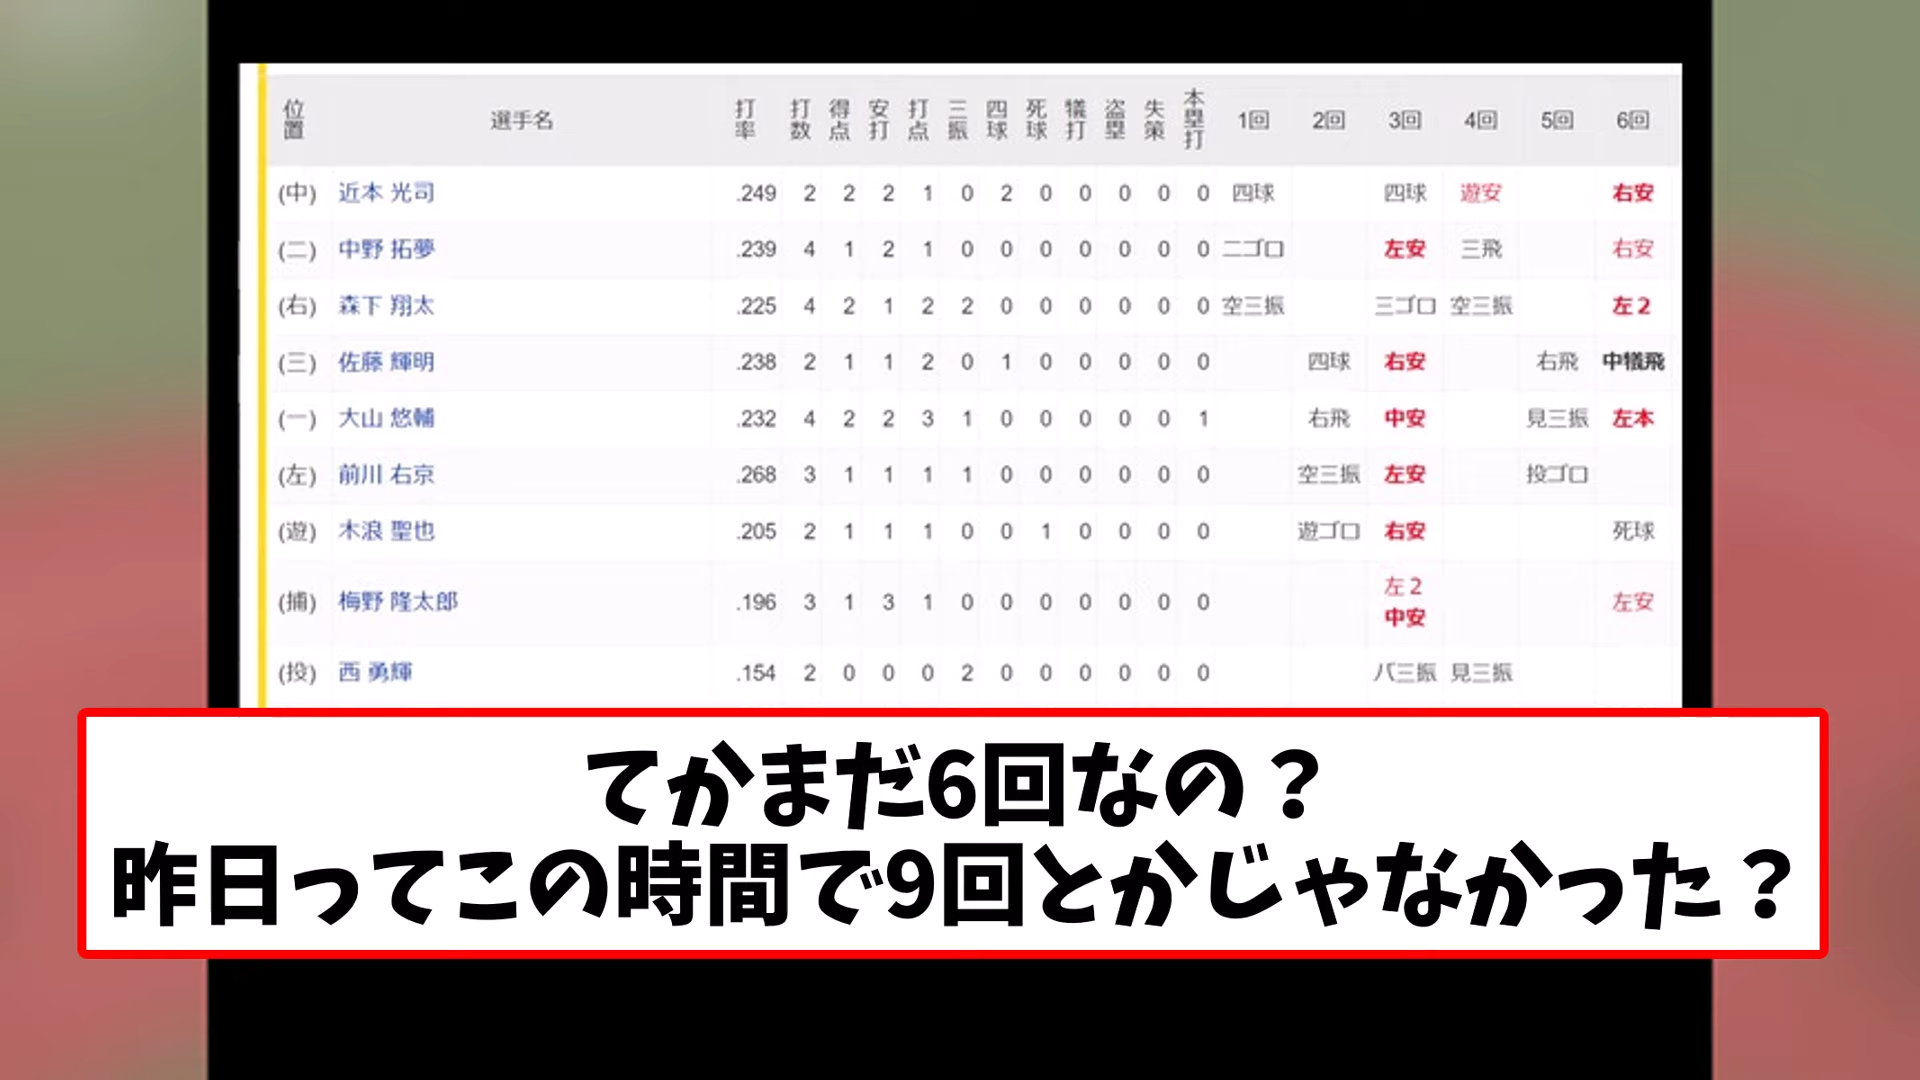 位置 選手名 打率 打数 得点 安打 打点 三振 四球 死球 犠打 盗塁 失策 本塁打 1回 2回 3回 4回 5回 6回
(中) 近本 光司 .249 2 2 2 1 0 2 0 0 0 0 0 四球 四球 遊安 右安
(二) 中野 拓夢 .239 4 1 2 1 0 0 0 0 0 0 0 二ゴロ 左安 三飛 右安
(右) 森下 翔太 .225 4 2 1 2 2 0 0 0 0 0 0 空三振 三ゴロ 空三振 左２
(三) 佐藤 輝明 .238 2 1 1 2 0 1 0 0 0 0 0 四球 右安 右飛 中犠飛
(一) 大山 悠輔 .232 4 2 2 3 1 0 0 0 0 0 1 右飛 中安 見三振 左本
(左) 前川 右京 .268 3 1 1 1 1 0 0 0 0 0 0 空三振 左安 投ゴロ
(遊) 木浪 聖也 .205 2 1 1 1 0 0 1 0 0 0 0 遊ゴロ 右安 死球
(捕) 梅野 隆太郎 .196 3 1 3 1 0 0 0 0 0 0 0 左２ 中安 左安
(投) 西 勇輝 .154 2 0 0 0 2 0 0 0 0 0 0 バ三振 見三振
てかまだ6回なの？
昨日ってこの時間で9回とかじゃなかった？